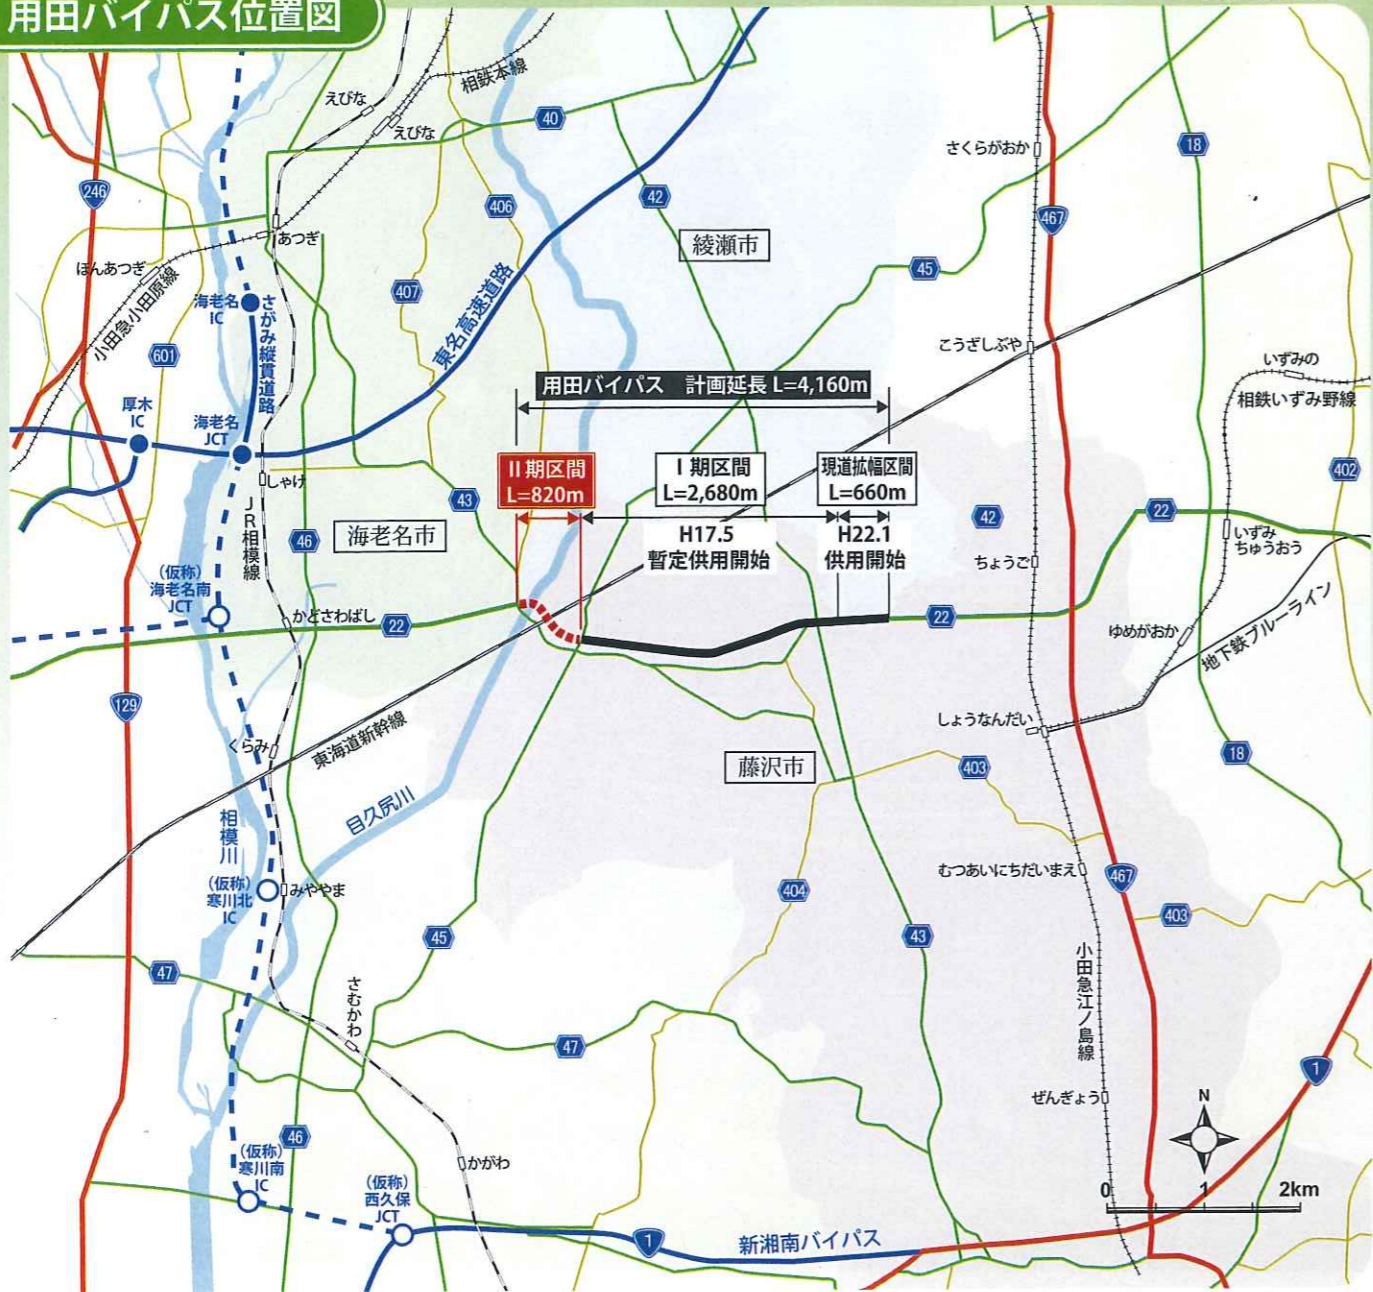 用田バイパス位置図
相鉄本線
えびな
えびな
40
さくらがおか
18
246
406
42
467
綾瀬市
あつぎ
ほんあつぎ
小田急小田原線
海老名
IC
さがみ縦貫道路
407
東名高速道路
45
601
こうざしぶや
いずみの
相鉄いずみ野線
用田バイパス 計画延長 L=4,160m
厚木
IC
海老名
JCT
しゃけ
JR相模線
43
Ⅱ期区間
L=820m
Ⅰ期区間
L=2,680m
現道拡幅区間
L=660m
402
H17.5
暫定供用開始
H22.1
供用開始
42
22
いずみ
ちゅうおう
46
海老名市
ちょうご
(仮称)
海老名南
JCT
かどさわばし
22
22
ゆめがおか
地下鉄ブルーライン
129
しょうなんだい
くらみ
東海道新幹線
藤沢市
403
18
目久尻川
相模川
(仮称)
寒川北
IC
みややま
むつあいにちだいまえ
467
404
403
45
43
47
さむかわ
小田急江ノ島線
47
1
ぜんぎょう
N
46
(仮称)
寒川南
IC
かがわ
(仮称)
西久保
JCT
0 1 2km
1
新湘南バイパス